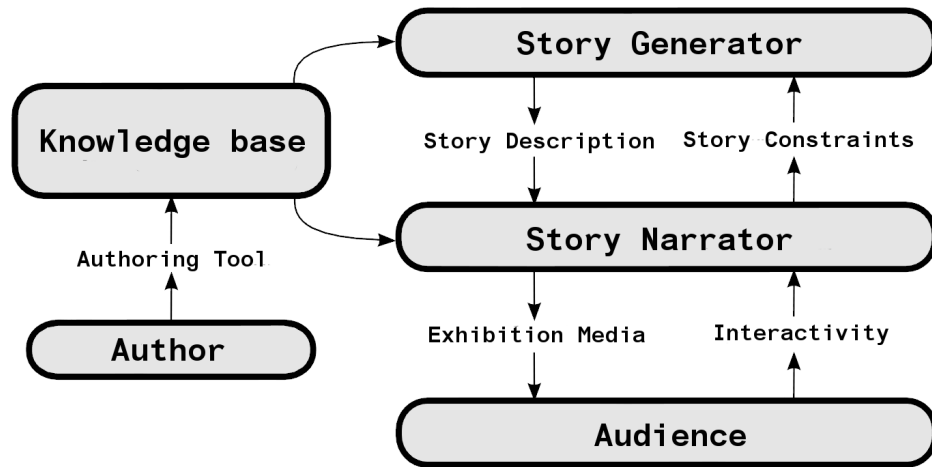 Story Generator
Knowledge base
Story Description
Story Constraints
Authoring Tool
Story Narrator
Author
Exhibition Media
Interactivity
Audience